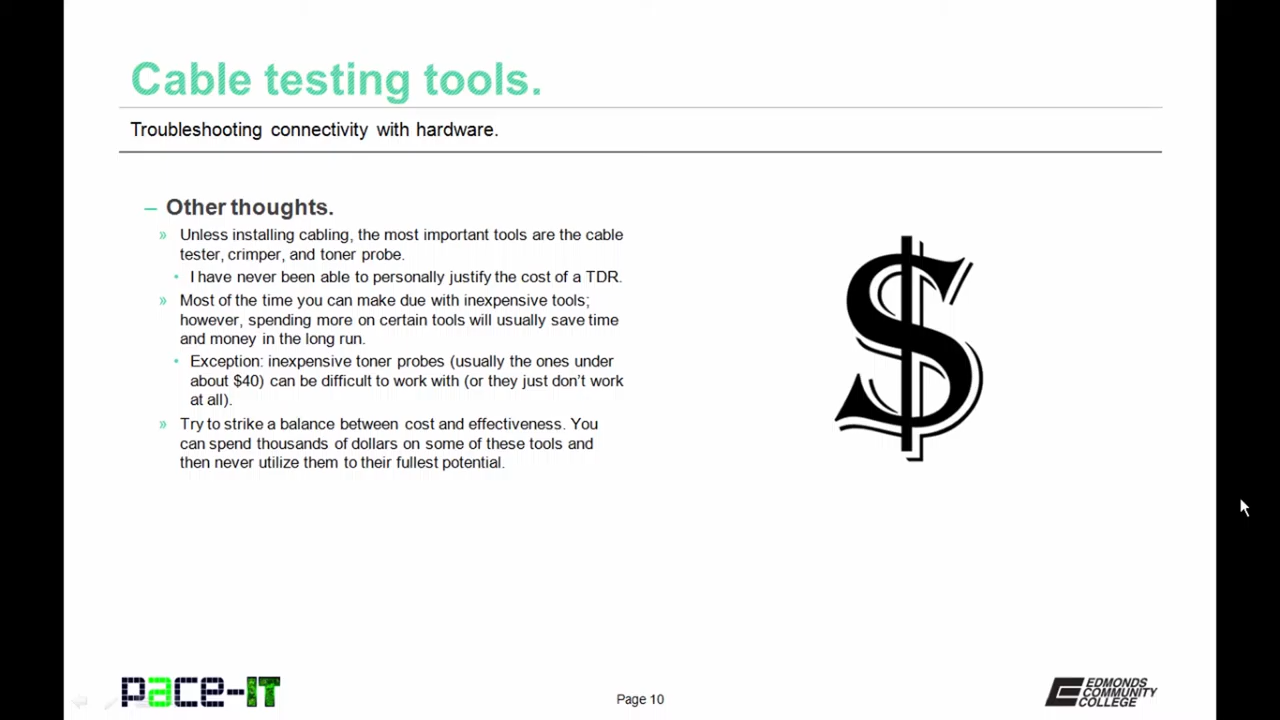 Cable testing tools.
Troubleshooting connectivity with hardware.
– Other thoughts.
» Unless installing cabling, the most important tools are the cable
tester, crimper, and toner probe.
• I have never been able to personally justify the cost of a TDR.
» Most of the time you can make due with inexpensive tools;
however, spending more on certain tools will usually save time
and money in the long run.
• Exception: inexpensive toner probes (usually the ones under
about $40) can be difficult to work with (or they just don’t work
at all).
» Try to strike a balance between cost and effectiveness. You
can spend thousands of dollars on some of these tools and
then never utilize them to their fullest potential.
$
pace-IT
Page 10
EDMONDS
COMMUNITY
COLLEGE